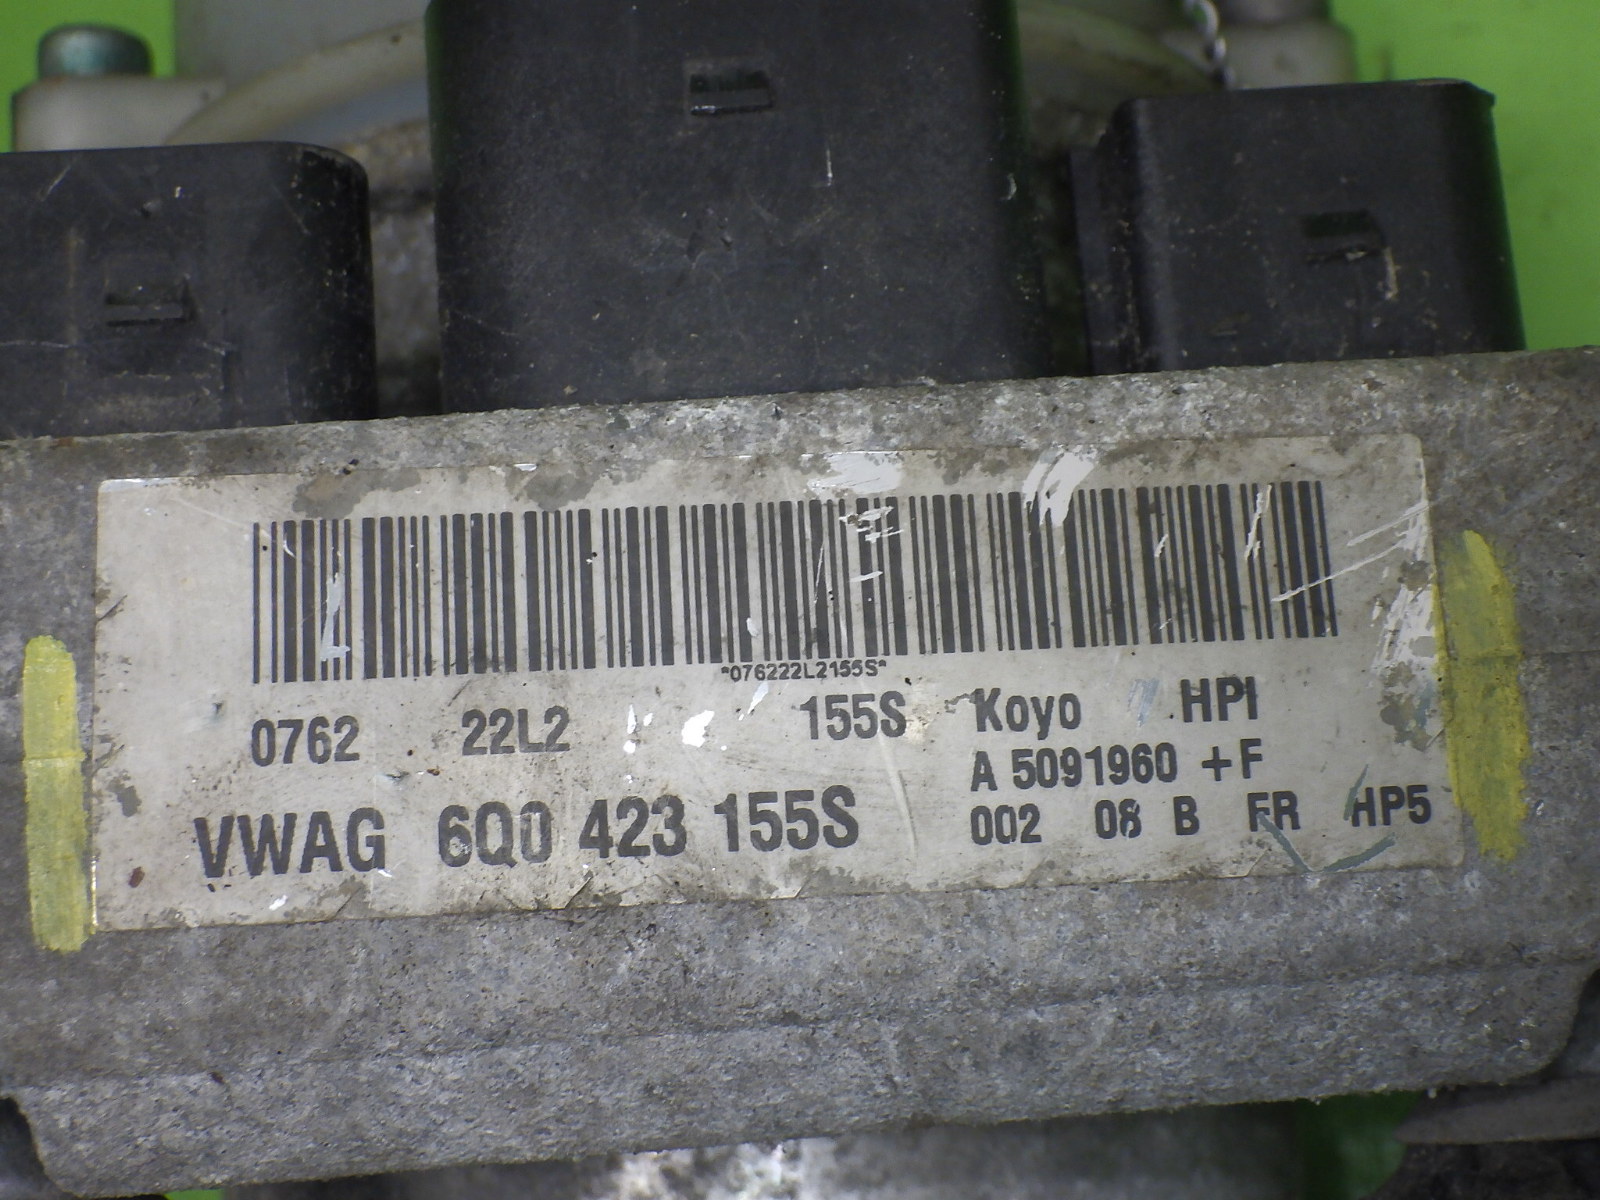 *076222L2155S*
0762 22L2 155S Koyo HPI
A 5091960 +F
VWAG 6Q0 423 155S
002 08 B FR HP5